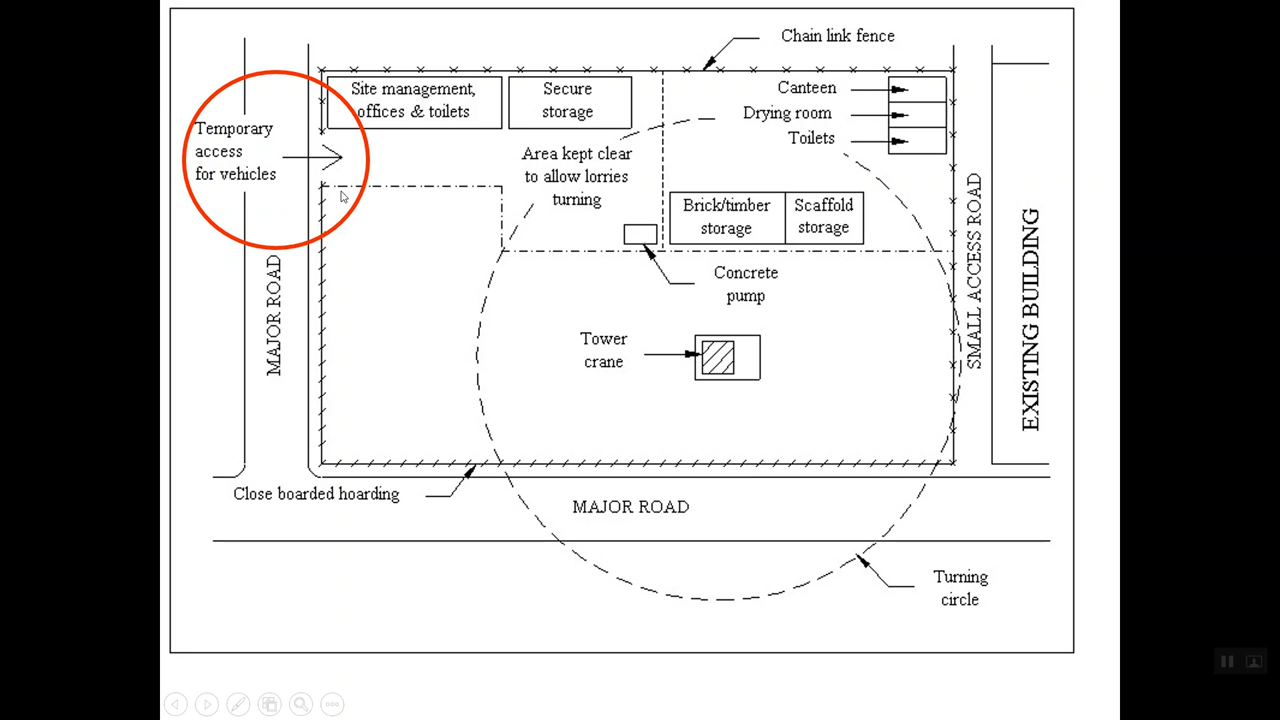 Chain link fence
Site management,
offices & toilets
Secure
storage
Canteen
Drying room
Toilets
Temporary
access
for vehicles
Area kept clear
to allow lorries
turning
Brick/timber
storage
Scaffold
storage
Concrete
pump
Tower
crane
MAJOR ROAD
SMALL ACCESS ROAD
EXISTING BUILDING
Close boarded hoarding
MAJOR ROAD
Turning
circle